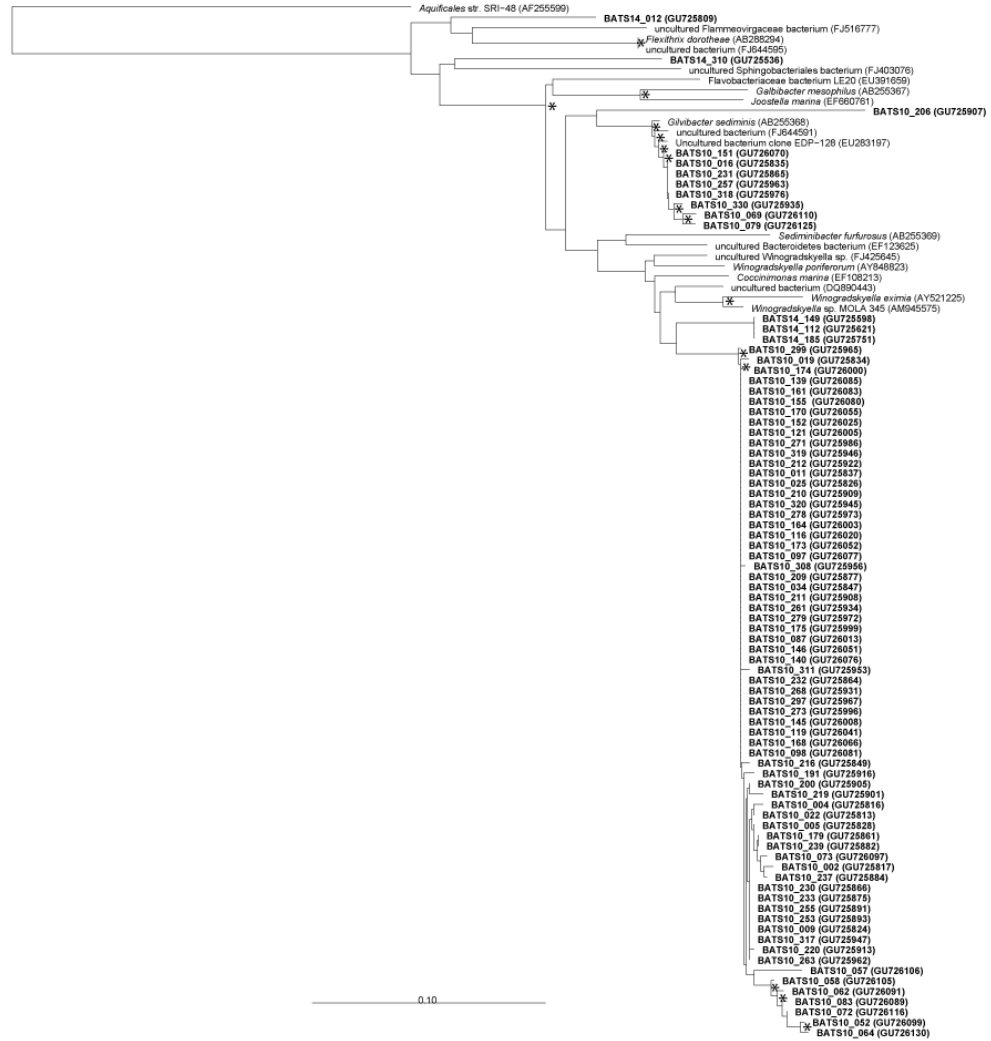 Aquificales str. SRI-48 (AF255599)
BATS14_012 (GU725809)
uncultured Flammeovirgaceae bacterium (FJ516777)
Flexithrix dorotheae (AB288294)
uncultured bacterium (FJ644595)
BATS14_310 (GU725536)
uncultured Sphingobacteriales bacterium (FJ403076)
Flavobacteriaceae bacterium LE20 (EU391659)
Galbibacter mesophilus (AB255367)
Joostella marina (EF660761)
BATS10_206 (GU725907)
Gilvibacter sediminis (AB255368)
uncultured bacterium (FJ644591)
Uncultured bacterium clone EDP-128 (EU283197)
BATS10_151 (GU726070)
BATS10_016 (GU725835)
BATS10_231 (GU725865)
BATS10_257 (GU725963)
BATS10_318 (GU725976)
BATS10_330 (GU725935)
BATS10_069 (GU726110)
BATS10_079 (GU726125)
Sediminibacter furfurosus (AB255369)
uncultured Bacteroidetes bacterium (EF123625)
uncultured Winogradskyella sp. (FJ425645)
Winogradskyella poriferorum (AY848823)
Coccinimonas marina (EF108213)
uncultured bacterium (DQ890443)
Winogradskyella eximia (AY521225)
Winogradskyella sp. MOLA 345 (AM945575)
BATS14_149 (GU725598)
BATS14_112 (GU725621)
BATS14_185 (GU725751)
BATS10_299 (GU725965)
BATS10_019 (GU725834)
BATS10_174 (GU726000)
BATS10_139 (GU726085)
BATS10_161 (GU726083)
BATS10_155 (GU726080)
BATS10_170 (GU726055)
BATS10_152 (GU726025)
BATS10_121 (GU726005)
BATS10_271 (GU725986)
BATS10_319 (GU725946)
BATS10_212 (GU725922)
BATS10_011 (GU725837)
BATS10_025 (GU725826)
BATS10_210 (GU725909)
BATS10_320 (GU725945)
BATS10_278 (GU725973)
BATS10_164 (GU726003)
BATS10_116 (GU726020)
BATS10_173 (GU726052)
BATS10_097 (GU726077)
BATS10_308 (GU725956)
BATS10_209 (GU725877)
BATS10_034 (GU725847)
BATS10_211 (GU725908)
BATS10_261 (GU725934)
BATS10_279 (GU725972)
BATS10_175 (GU725999)
BATS10_087 (GU726013)
BATS10_146 (GU726051)
BATS10_140 (GU726076)
BATS10_311 (GU725953)
BATS10_232 (GU725864)
BATS10_268 (GU725931)
BATS10_297 (GU725967)
BATS10_273 (GU725996)
BATS10_145 (GU726008)
BATS10_119 (GU726041)
BATS10_168 (GU726066)
BATS10_098 (GU726081)
BATS10_216 (GU725849)
BATS10_191 (GU725916)
BATS10_200 (GU725905)
BATS10_219 (GU725901)
BATS10_004 (GU725816)
BATS10_022 (GU725813)
BATS10_005 (GU725828)
BATS10_179 (GU725861)
BATS10_239 (GU725882)
BATS10_073 (GU726097)
BATS10_002 (GU725817)
BATS10_237 (GU725884)
BATS10_230 (GU725866)
BATS10_233 (GU725875)
BATS10_255 (GU725891)
BATS10_253 (GU725893)
BATS10_009 (GU725824)
BATS10_317 (GU725947)
BATS10_220 (GU725913)
BATS10_263 (GU725962)
BATS10_057 (GU726106)
BATS10_058 (GU726105)
BATS10_062 (GU726091)
BATS10_083 (GU726089)
BATS10_072 (GU726116)
BATS10_052 (GU726099)
BATS10_064 (GU726130)
0.10